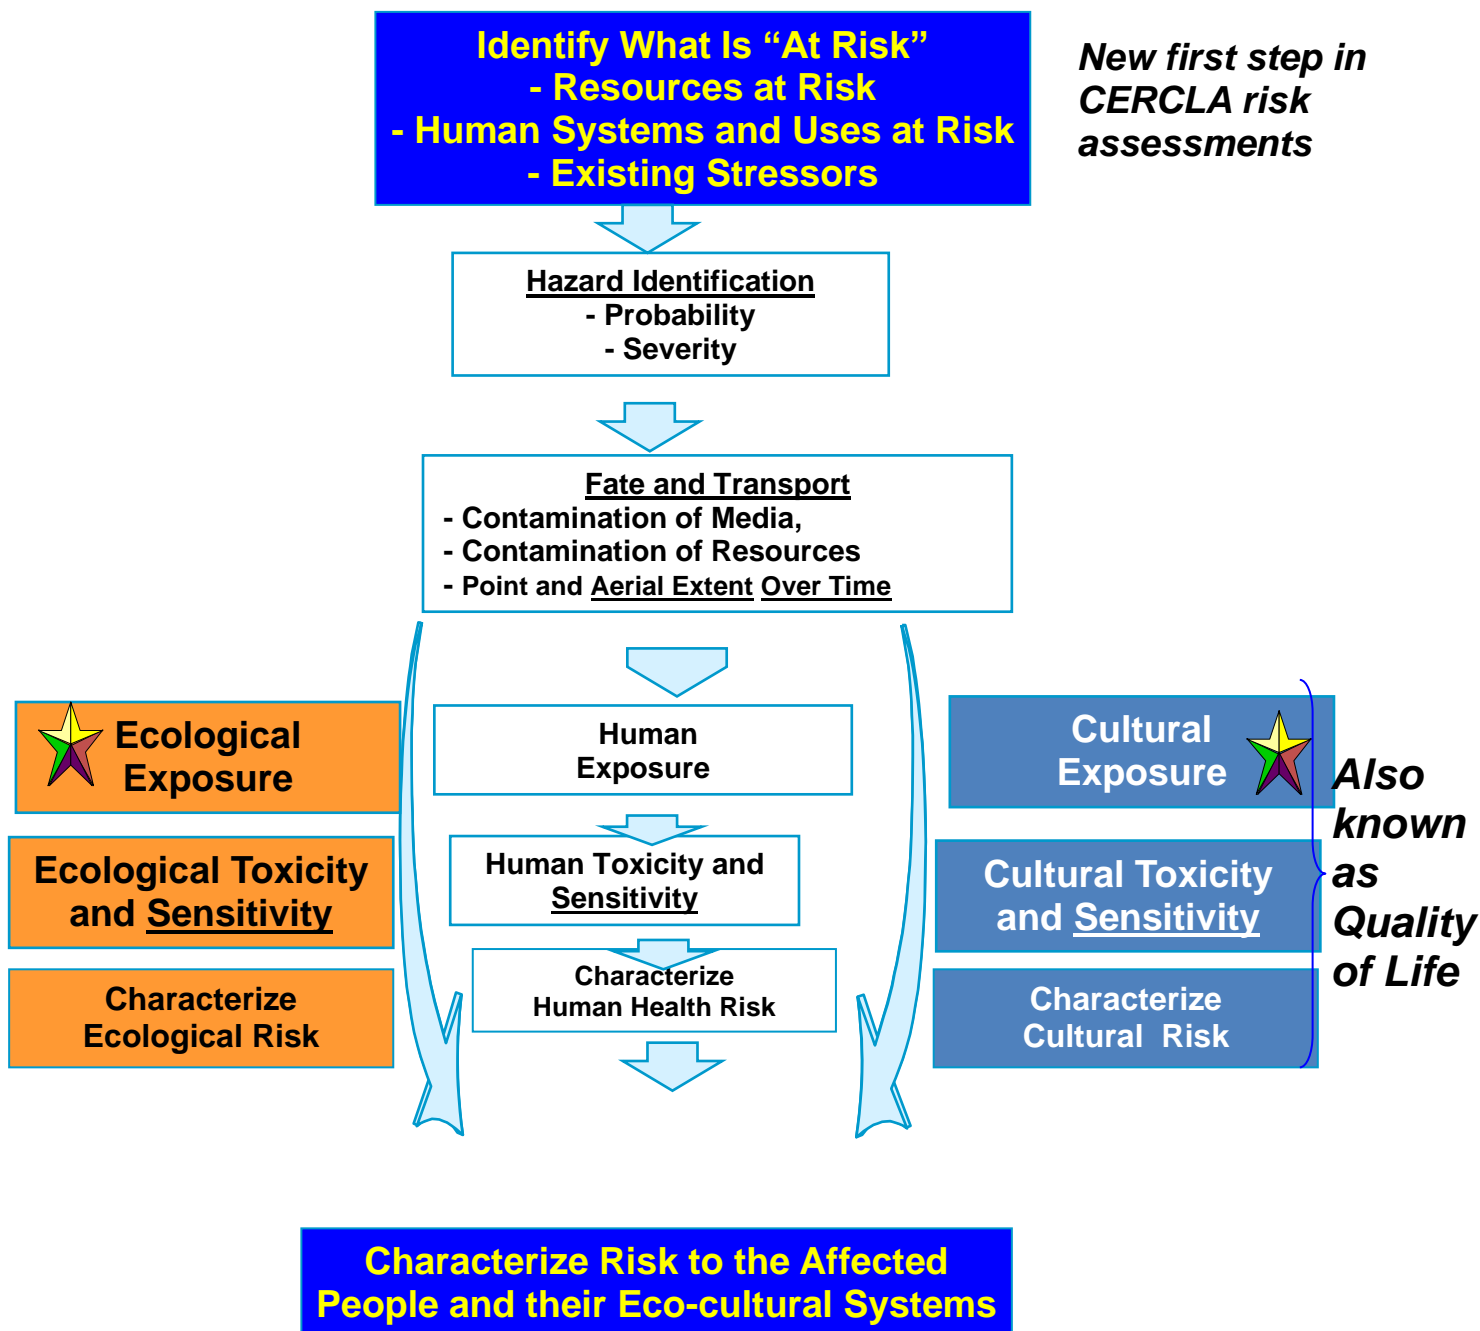 Identify What Is “At Risk”
- Resources at Risk
- Human Systems and Uses at Risk
- Existing Stressors
New first step in
CERCLA risk
assessments
Hazard Identification
- Probability
- Severity
Fate and Transport
- Contamination of Media,
- Contamination of Resources
- Point and Aerial Extent Over Time
Ecological
Exposure
Ecological Toxicity
and Sensitivity
Characterize
Ecological Risk
Human
Exposure
Human Toxicity and
Sensitivity
Characterize
Human Health Risk
Cultural
Exposure
Cultural Toxicity
and Sensitivity
Characterize
Cultural Risk
Also
known
as
Quality
of Life
Characterize Risk to the Affected
People and their Eco-cultural Systems